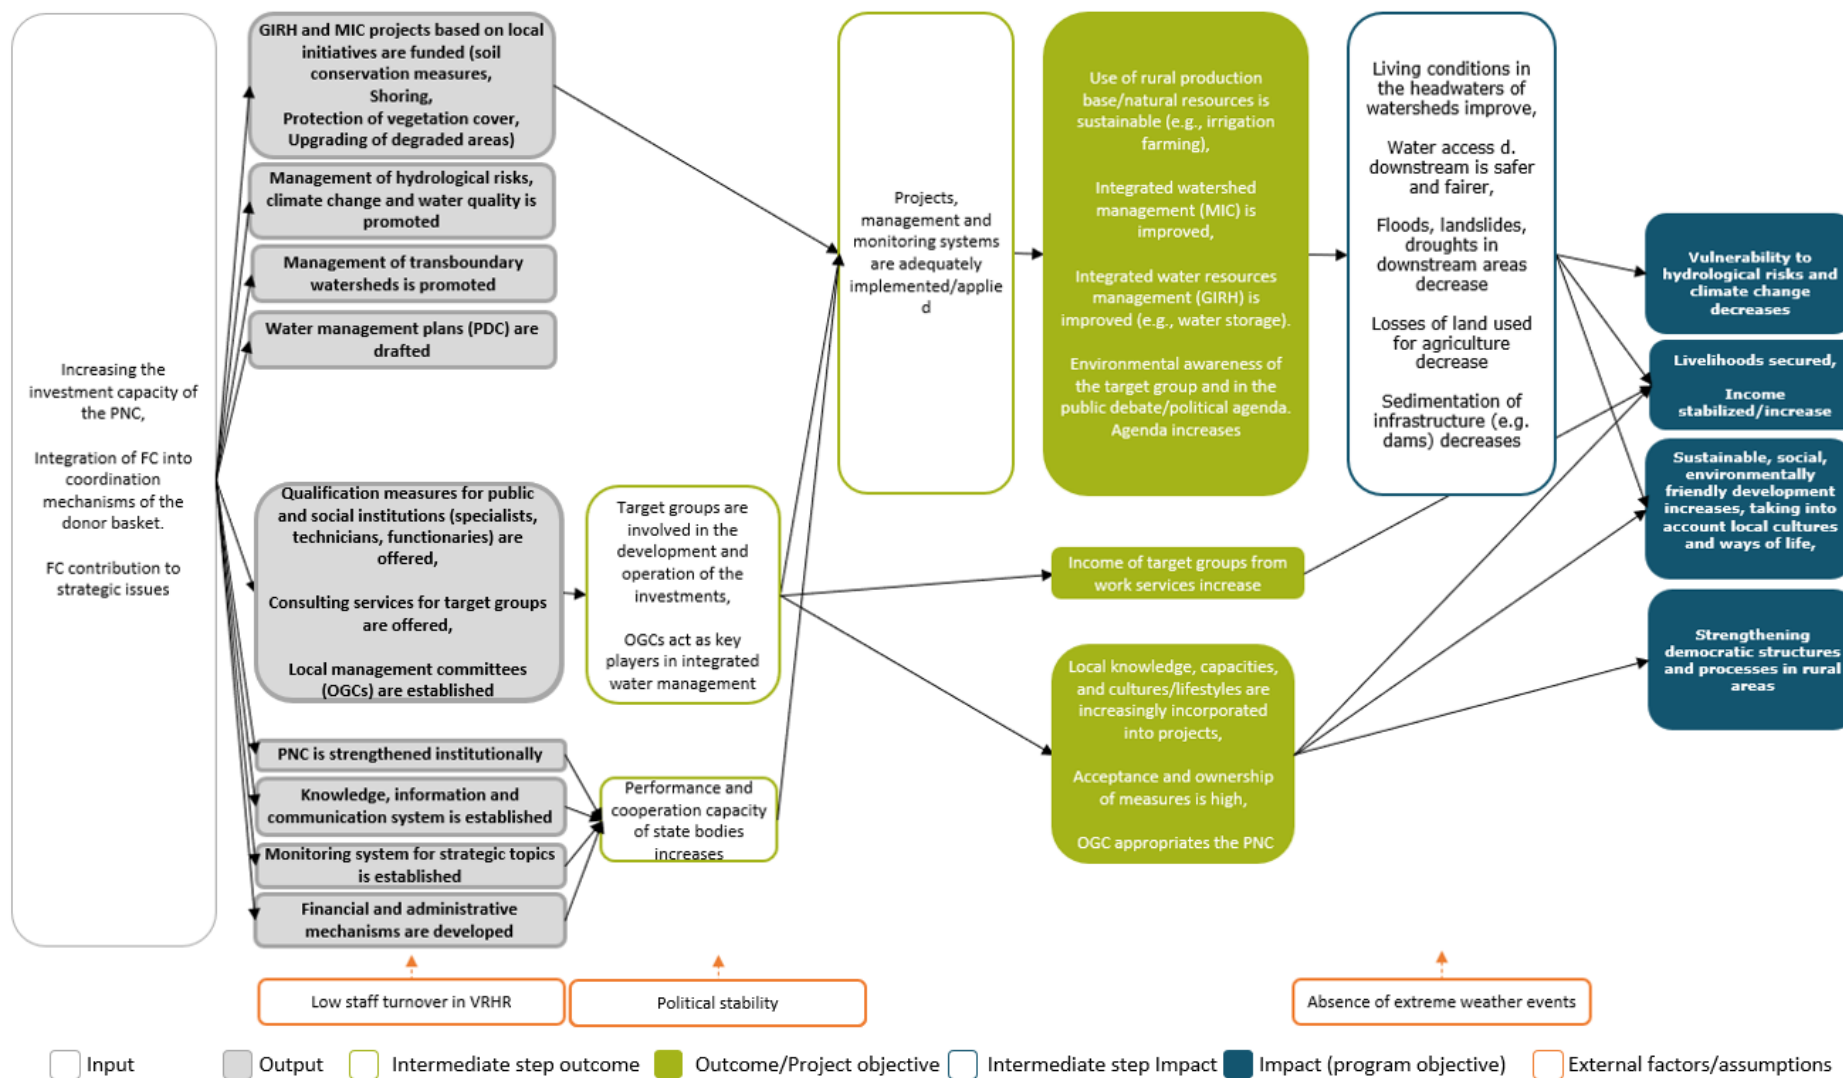 Increasing the
investment capacity of
the PNC,
Integration of FC into
coordination
mechanisms of the
donor basket.
FC contribution to
strategic issues
GIRH and MIC projects based on local
initiatives are funded (soil
conservation measures,
Shoring,
Protection of vegetation cover,
Upgrading of degraded areas)
Management of hydrological risks,
climate change and water quality is
promoted
Management of transboundary
watersheds is promoted
Water management plans (PDC) are
drafted
Qualification measures for public
and social institutions (specialists,
technicians, functionaries) are
offered,
Consulting services for target groups
are offered,
Local management committees
(OGCs) are established
PNC is strengthened institutionally
Knowledge, information and
communication system is established
Monitoring system for strategic topics
is established
Financial and administrative
mechanisms are developed
Target groups are
involved in the
development and
operation of the
investments,
OGCs act as key
players in integrated
water management
Performance and
cooperation capacity
of state bodies
increases
Projects,
management and
monitoring systems
are adequately
implemented/applie
d
Use of rural production
base/natural resources is
sustainable (e.g., irrigation
farming),
Integrated watershed
management (MIC) is
improved,
Integrated water resources
management (GIRH) is
improved (e.g., water storage).
Environmental awareness of
the target group and in the
public debate/political agenda.
Agenda increases
Income of target groups from
work services increase
Local knowledge, capacities,
and cultures/lifestyles are
increasingly incorporated
into projects,
Acceptance and ownership
of measures is high,
OGC appropriates the PNC
Living conditions in
the headwaters of
watersheds improve,
Water access d.
downstream is safer
and fairer,
Floods, landslides,
droughts in
downstream areas
decrease
Losses of land used
for agriculture
decrease
Sedimentation of
infrastructure (e.g.
dams) decreases
Vulnerability to
hydrological risks and
climate change
decreases
Livelihoods secured,
Income
stabilized/increase
Sustainable, social,
environmentally
friendly development
increases, taking into
account local cultures
and ways of life,
Strengthening
democratic structures
and processes in rural
areas
Low staff turnover in VRHR
Political stability
Absence of extreme weather events
Input
Output
Intermediate step outcome
Outcome/Project objective
Intermediate step Impact
Impact (program objective)
External factors/assumptions